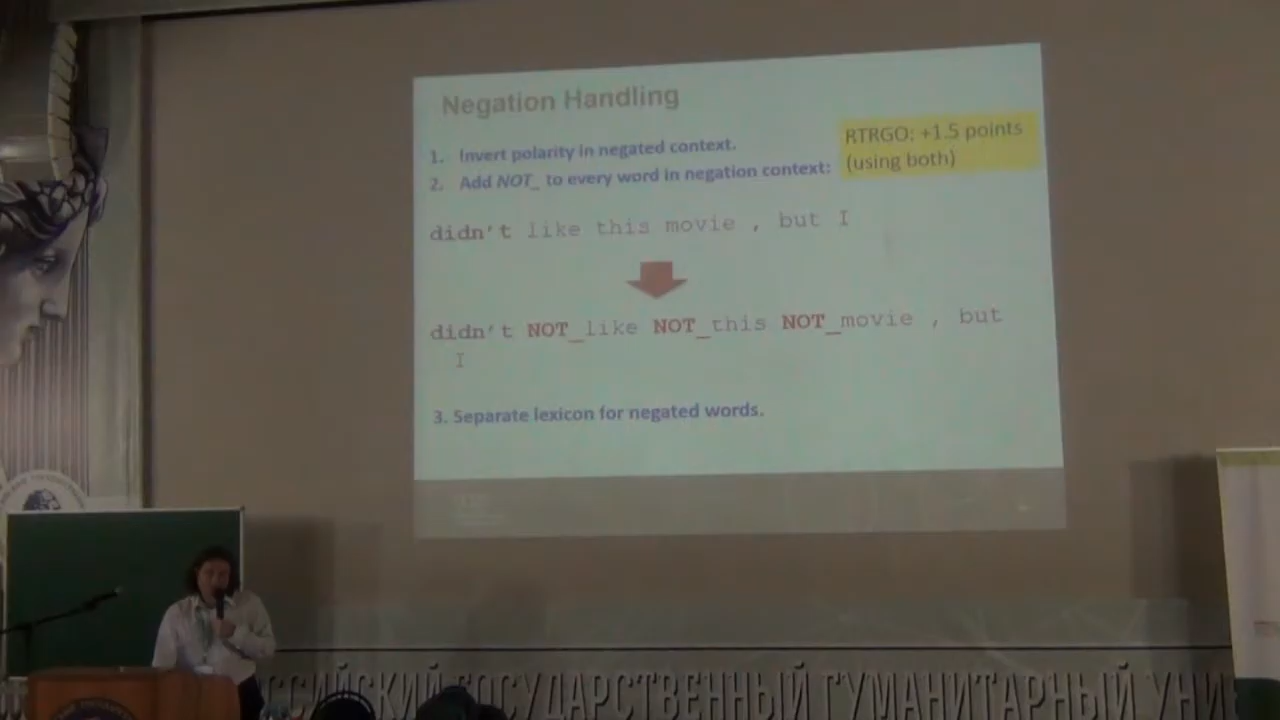 Negation Handling
1. Invert polarity in negated context.
2. Add NOT_ to every word in negation context:
RTRGO: +1.5 points
(using both)
didn't like this movie , but I
didn't NOT_like NOT_this NOT_movie , but
I
3. Separate lexicon for negated words.
ССИЙСКИЙ ГОСУДАРСТВЕННЫЙ ГУМАНИТАРНЫЙ УНИ